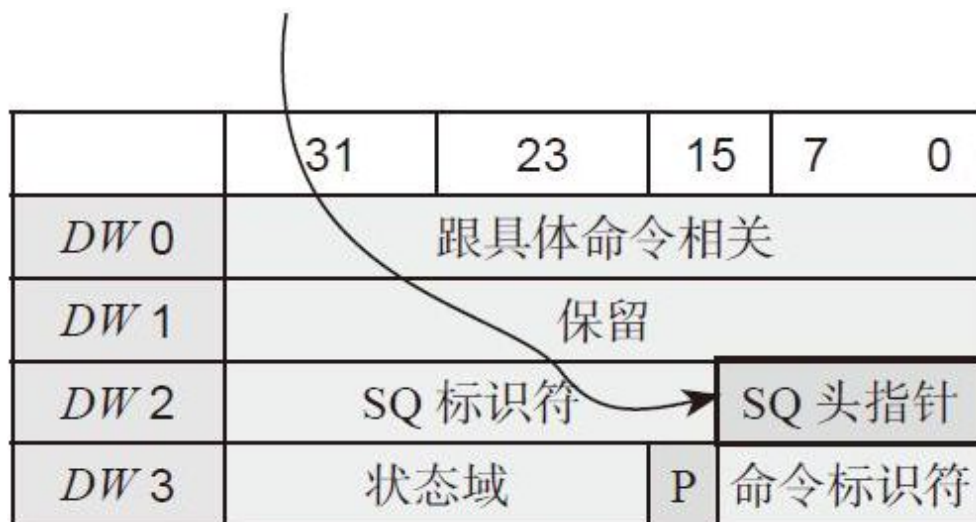 31 23 15 7 0
DW 0 跟具体命令相关
DW 1 保留
DW 2 SQ 标识符 SQ 头指针
DW 3 状态域 P 命令标识符